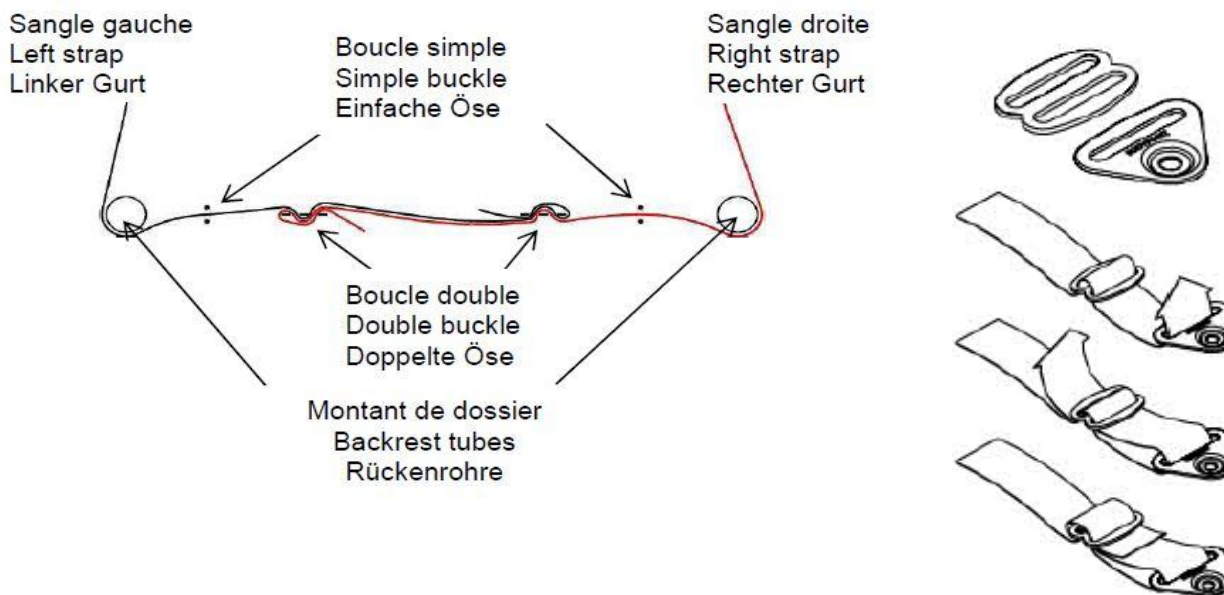 Sangle gauche
Left strap
Linker Gurt
Boucle simple
Simple buckle
Einfache Öse
Sangle droite
Right strap
Rechter Gurt
Boucle double
Double buckle
Doppelte Öse
Montant de dossier
Backrest tubes
Rückenrohre